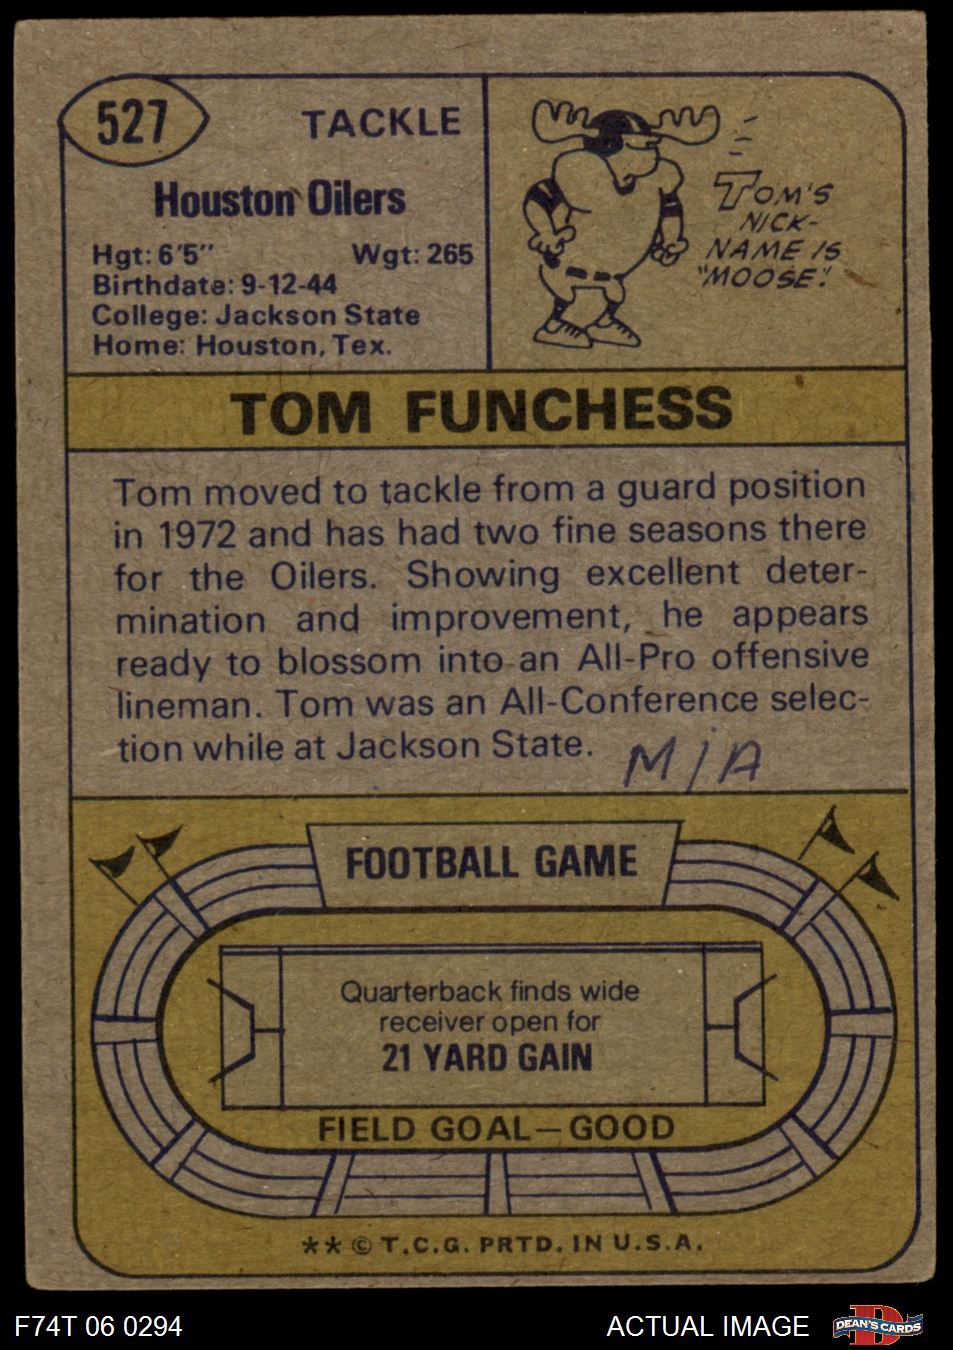 527
TACKLE
Houston Oilers
Hgt: 6'5" Wgt: 265
Birthdate: 9-12-44
College: Jackson State
Home: Houston, Tex.
TOM'S
NICK-
NAME IS
"MOOSE."
TOM FUNCHESS
Tom moved to tackle from a guard position
in 1972 and has had two fine seasons there
for the Oilers. Showing excellent deter-
mination and improvement, he appears
ready to blossom into an All-Pro offensive
lineman. Tom was an All-Conference selec-
tion while at Jackson State.
M/A
FOOTBALL GAME
Quarterback finds wide
receiver open for
21 YARD GAIN
FIELD GOAL—GOOD
** © T.C.G. PRTD. IN U.S.A.
F74T 06 0294
ACTUAL IMAGE
D
DEAN'S CARDS